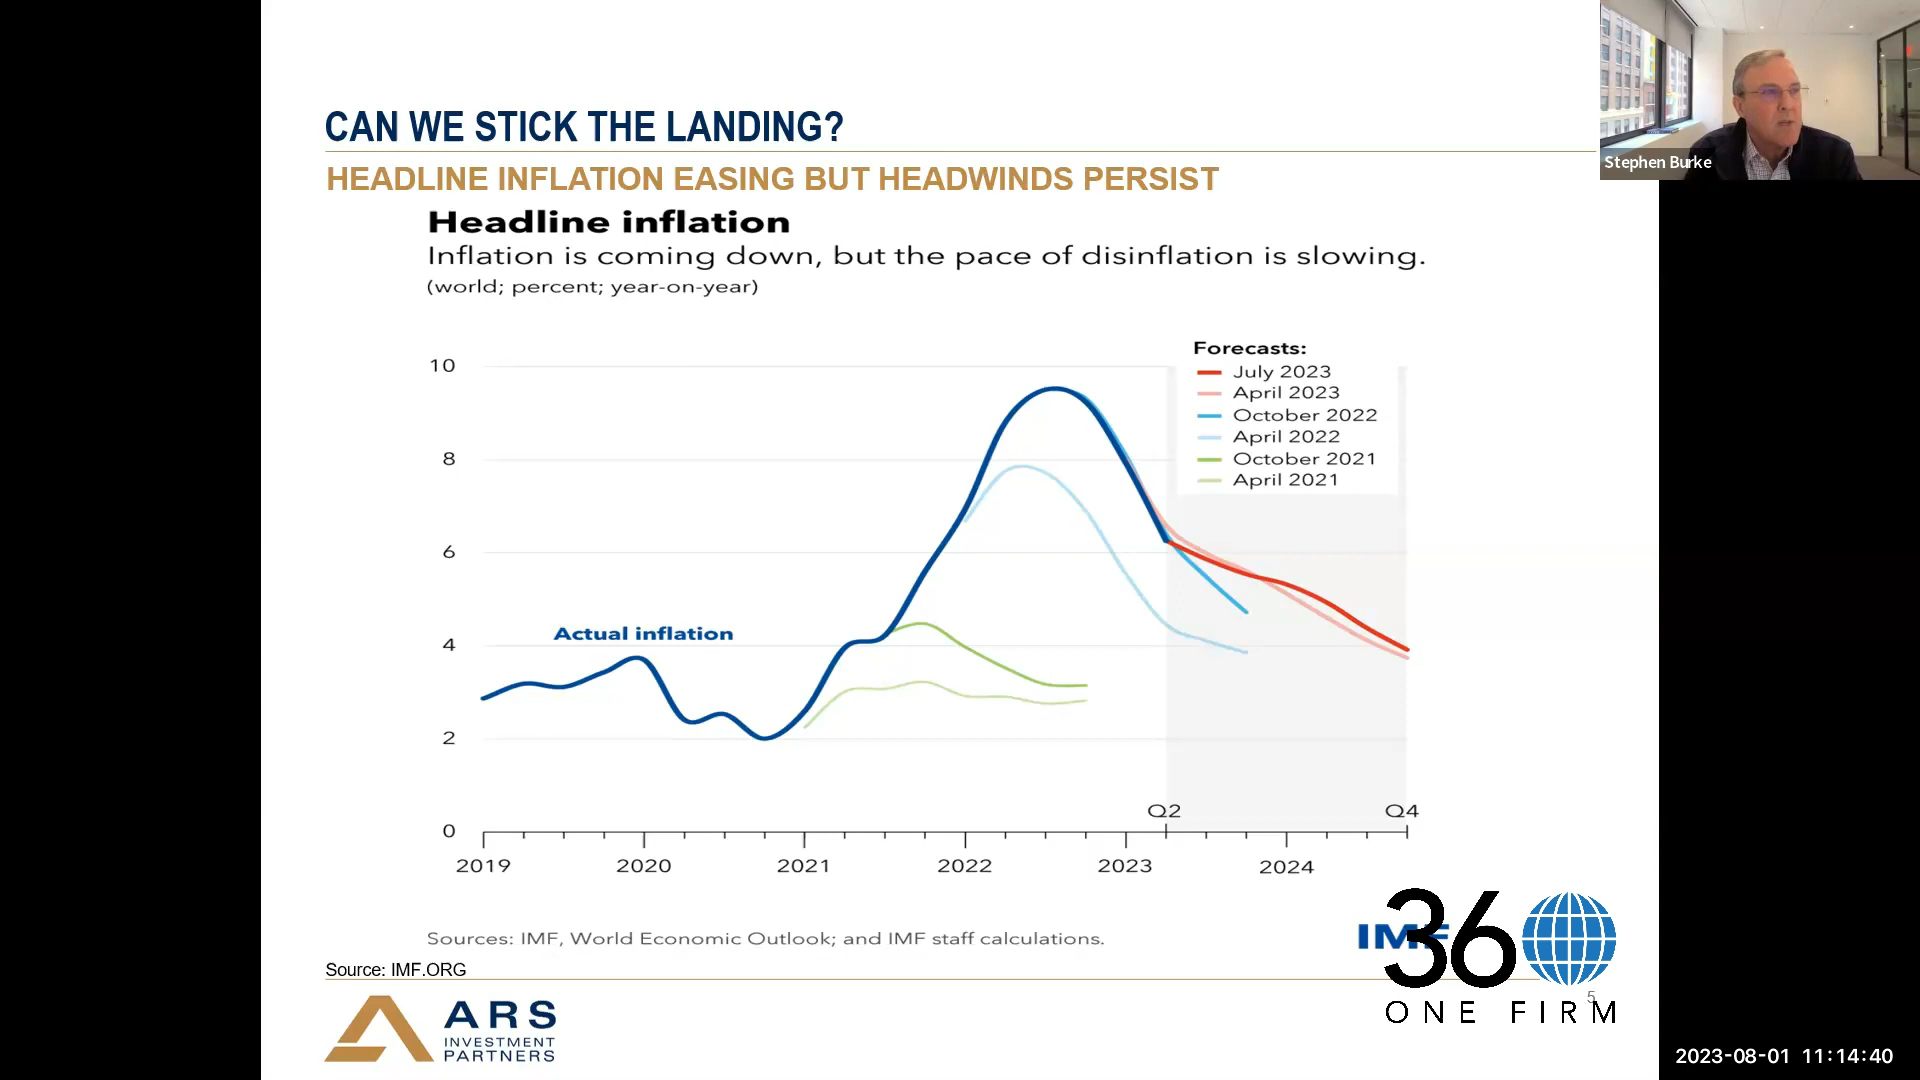 CAN WE STICK THE LANDING?
Stephen Burke
HEADLINE INFLATION EASING BUT HEADWINDS PERSIST
Headline inflation
Inflation is coming down, but the pace of disinflation is slowing.
(world; percent; year-on-year)
Forecasts:
July 2023
April 2023
October 2022
April 2022
October 2021
April 2021
10
8
6
4
2
0
Actual inflation
Q2
Q4
2019
2020
2021
2022
2023
2024
Sources: IMF, World Economic Outlook; and IMF staff calculations.
IMF
Source: IMF.ORG
360
ONE FIRM
5
ARS
INVESTMENT
PARTNERS
2023-08-01 11:14:40